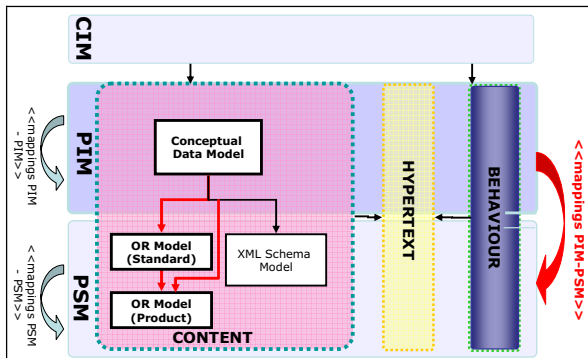 CIM
PIM
PSM
<<mappings PIM
- PIM>>
<<mappings PSM
- PSM>>
Conceptual
Data Model
OR Model
(Standard)
XML Schema
Model
OR Model
(Product)
CONTENT
HYPERTEXT
BEHAVIOUR
<<mappings PIM-PSM>>